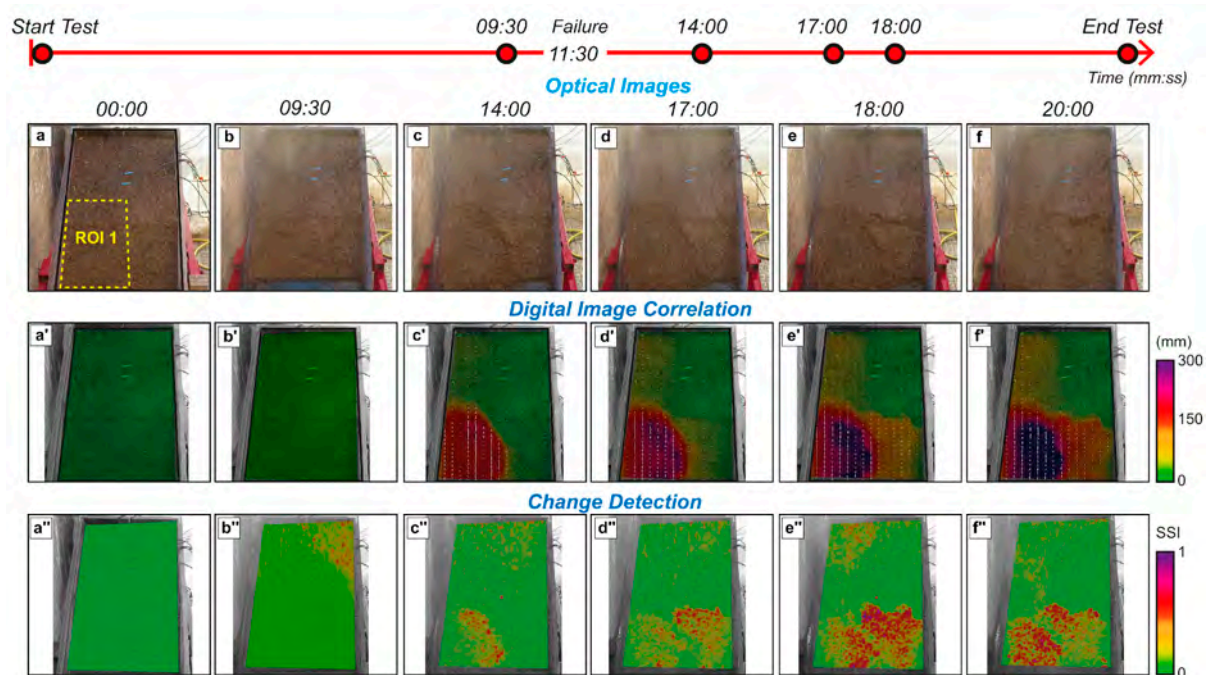 Start Test 09:30 Failure 14:00 17:00 18:00 End Test
11:30
Time (mm:ss)
Optical Images
00:00 09:30 14:00 17:00 18:00 20:00
a b c d e f
ROI 1
Digital Image Correlation
a' b' c' d' e' f'
(mm)
300
150
0
Change Detection
a" b" c" d" e" f"
SSI
1
0